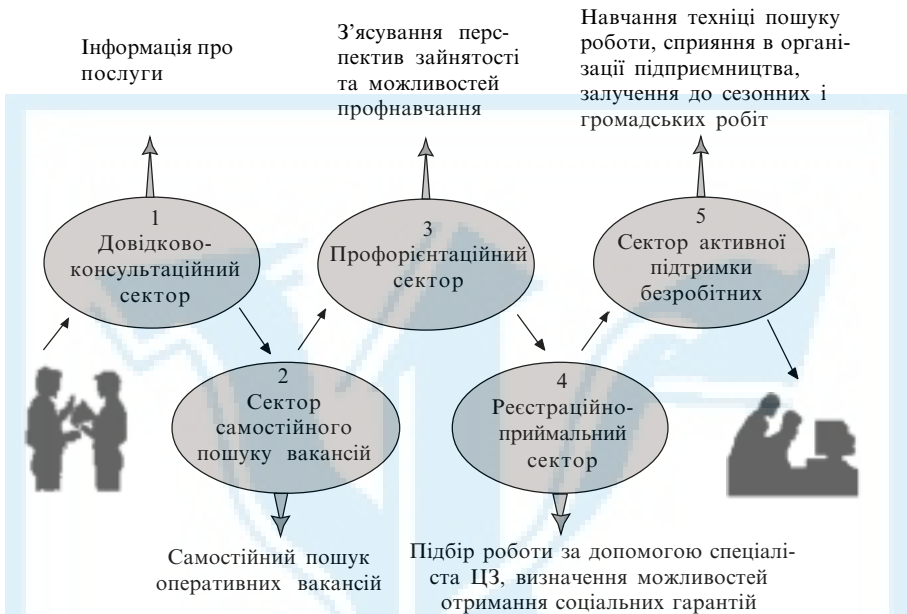 Інформація про
послуги
З’ясування перс-
пектив зайнятості
та можливостей
профнавчання
Навчання техніці пошуку
роботи, сприяння в органі-
зації підприємництва,
залучення до сезонних і
громадських робіт
1
Довідково-
консультаційний
сектор
3
Профорієнтаційний
сектор
5
Сектор активної
підтримки
безробітних
2
Сектор
самостійного
пошуку вакансій
4
Реєстраційно-
приймальний
сектор
Самостійний пошук
оперативних вакансій
Підбір роботи за допомогою спеціалі-
ста ЦЗ, визначення можливостей
отримання соціальних гарантій